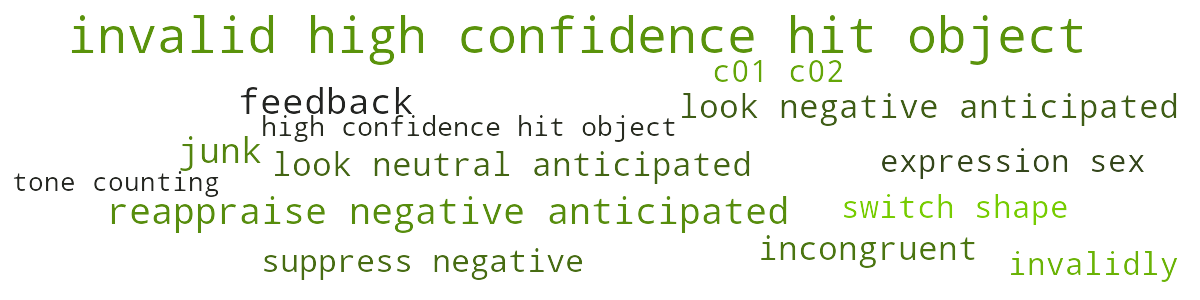 invalid high confidence hit object
c01 c02
feedback
look negative anticipated
high confidence hit object
junk
look neutral anticipated
expression sex
tone counting
reappraise negative anticipated
switch shape
incongruent
suppress negative
invalidly